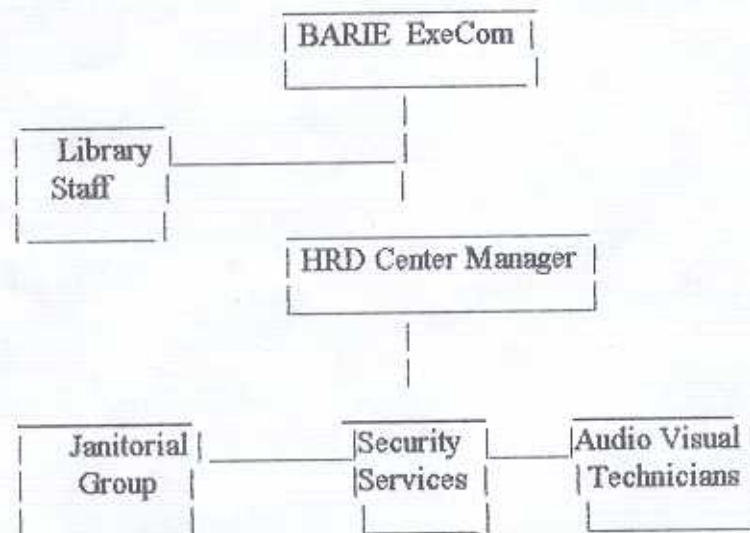 BARIE ExeCom
Library
Staff
HRD Center Manager
Janitorial
Group
Security
Services
Audio Visual
Technicians